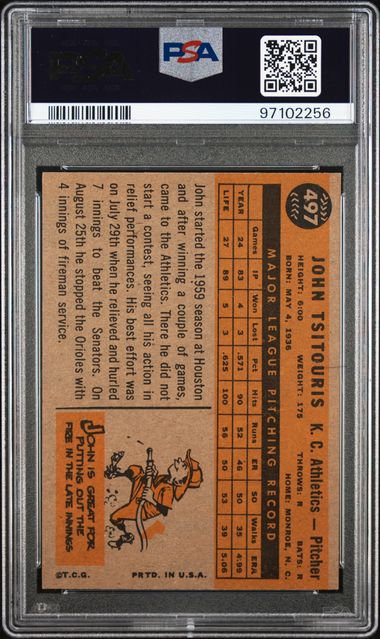 PSA
PSA
97102256
497
JOHN TSITOURIS K. C. Athletics — Pitcher
HEIGHT: 6:00 WEIGHT: 175 THROWS: R BATS: R
BORN: MAY 4, 1936 HOME: MONROE, N. C.
MAJOR LEAGUE PITCHING RECORD
Games IP Won Lost Pct Hits Runs ER SO Walks ERA
YEAR 24 83 4 3 .571 90 52 46 50 35 4.99
LIFE 27 89 5 3 .625 100 56 50 53 39 5.06
John started the 1959 season at Houston
and after winning a couple of games,
came to the Athletics. There he did not
start a contest, seeing all his action in
relief performances. His best effort was
on July 29th when he relieved and hurled
7 innings to beat the Senators. On
August 25th he stopped the Orioles with
4 innings of fireman service.
JOHN IS GREAT FOR
PUTTING OUT THE
FIRE IN THE LATE INNINGS
©T.C.G. PRTD. IN U.S.A.